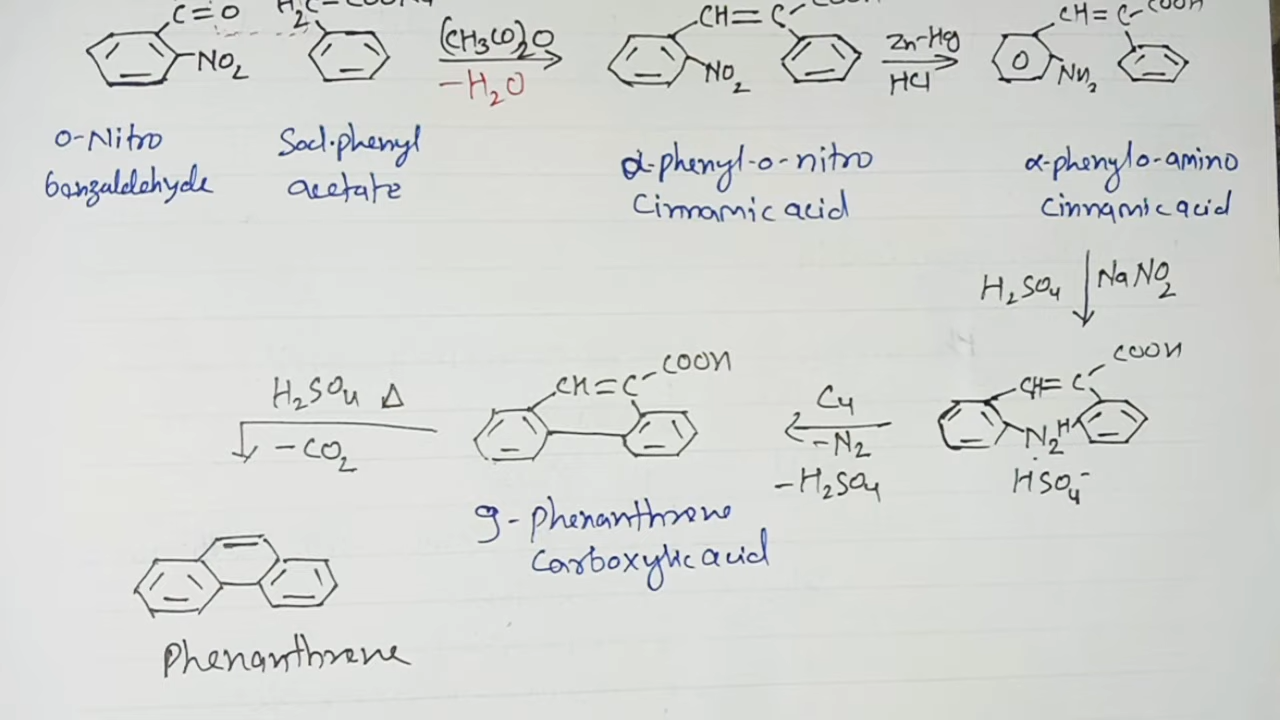 C=O
NO2
(CH3CO)2O
-H2O
CH=C
NO2
Zn-Hg
HCl
CH=C-COOH
NH2
O-Nitro
benzaldehyde
Sod.phenyl
acetate
α-phenyl-o-nitro
Cinnamic acid
α-phenylo-amino
Cinnamic acid
H2SO4
NaNO2
CH=C-COOH
N2
H
HSO4-
Cu
-N2
-H2SO4
CH=C-COOH
9-phenanthrene
Carboxylic acid
H2SO4 Δ
-CO2
Phenanthrene